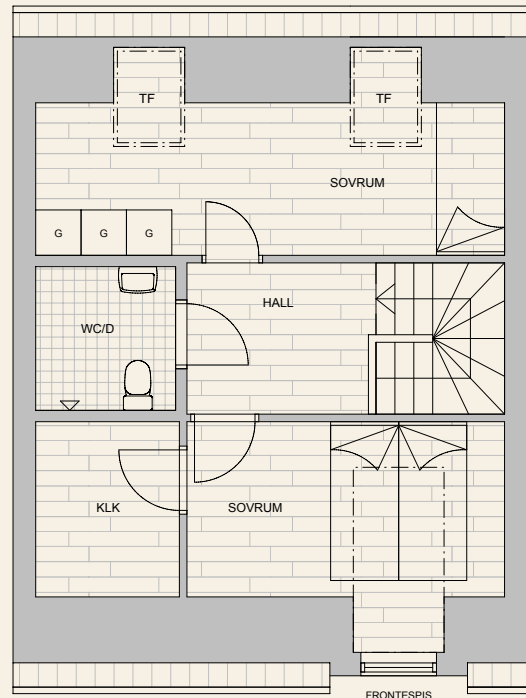 TF
TF
SOVRUM
G
G
G
HALL
WC/D
KLK
SOVRUM
FRONTESPIS